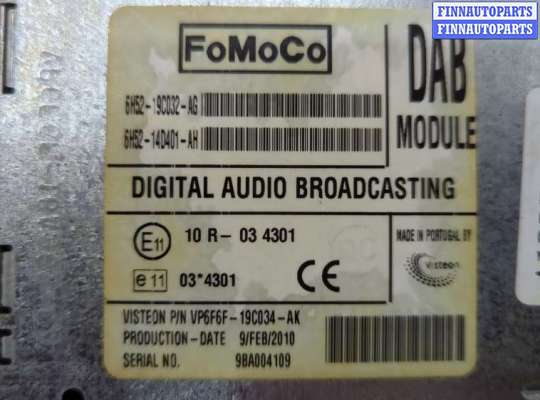 FINNAUTOPARTS
FINNAUTOPARTS
FoMoCo
DAB
MODULE
6H52-19C032-AG
6H52-14D401-AH
DIGITAL AUDIO BROADCASTING
E11
10 R- 03 4301
MADE IN PORTUGAL BY
Visteon
e 11
03*4301
CE
VISTEON P/N VP6F6F-19C034-AK
PRODUCTION-DATE 9/FEB/2010
SERIAL NO. 98A004109